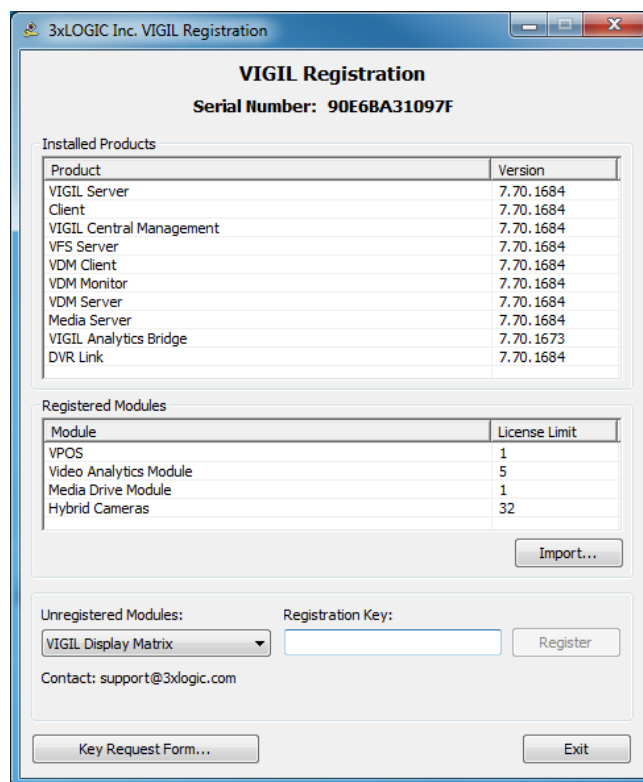 3xLOGIC Inc. VIGIL Registration
VIGIL Registration
Serial Number: 90E6BA31097F
Installed Products
Product Version
VIGIL Server 7.70.1684
Client 7.70.1684
VIGIL Central Management 7.70.1684
VFS Server 7.70.1684
VDM Client 7.70.1684
VDM Monitor 7.70.1684
VDM Server 7.70.1684
Media Server 7.70.1684
VIGIL Analytics Bridge 7.70.1673
DVR Link 7.70.1684
Registered Modules
Module License Limit
VPOS 1
Video Analytics Module 5
Media Drive Module 1
Hybrid Cameras 32
Import...
Unregistered Modules: Registration Key:
VIGIL Display Matrix Register
Contact: support@3xlogic.com
Key Request Form... Exit